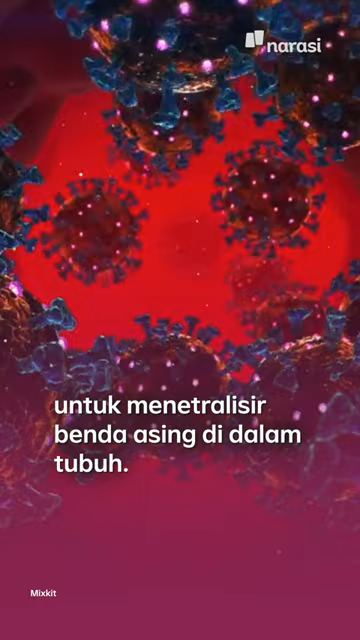 narasi
untuk menetralisir
benda asing di dalam
tubuh.
Mixkit